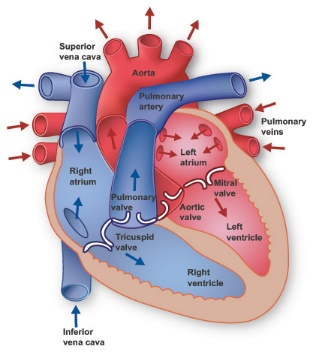 Superior
vena cava
Aorta
Pulmonary
artery
Pulmonary
veins
Left
atrium
Right
atrium
Mitral
valve
Pulmonary
valve
Aortic
valve
Left
ventricle
Tricuspid
valve
Right
ventricle
Inferior
vena cava